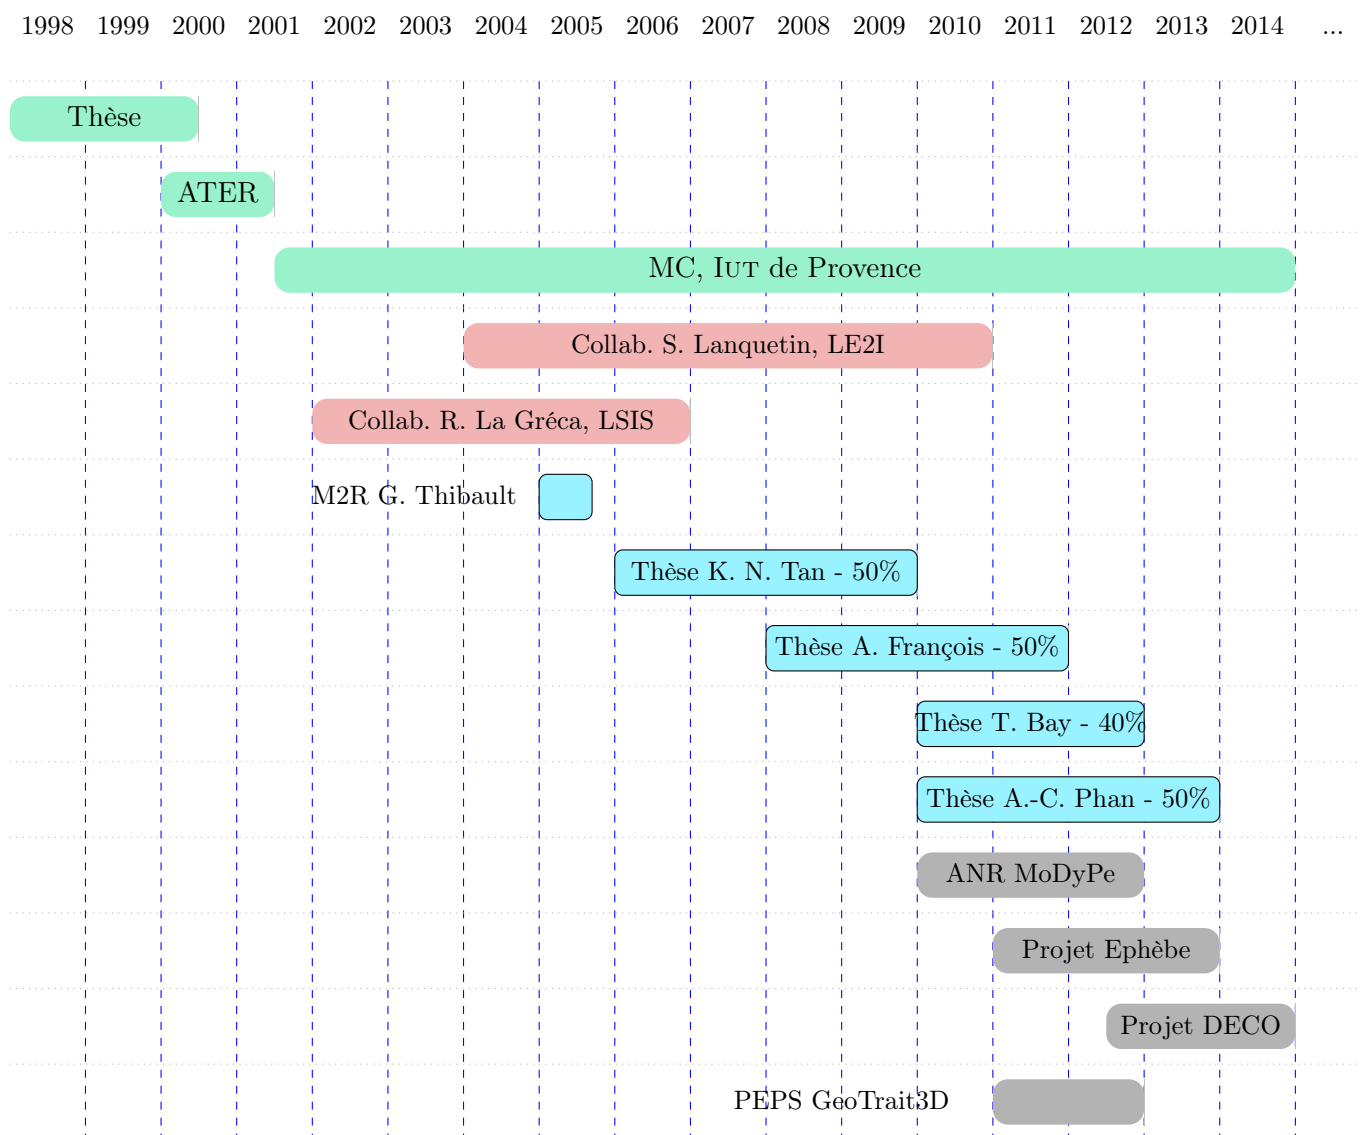 1998 1999 2000 2001 2002 2003 2004 2005 2006 2007 2008 2009 2010 2011 2012 2013 2014 ...
Thèse
ATER
MC, IUT de Provence
Collab. S. Lanquetin, LE2I
Collab. R. La Gréca, LSIS
M2R G. Thibault
Thèse K. N. Tan - 50%
Thèse A. François - 50%
Thèse T. Bay - 40%
Thèse A.-C. Phan - 50%
ANR MoDyPe
Projet Ephèbe
Projet DECO
PEPS GeoTrait3D